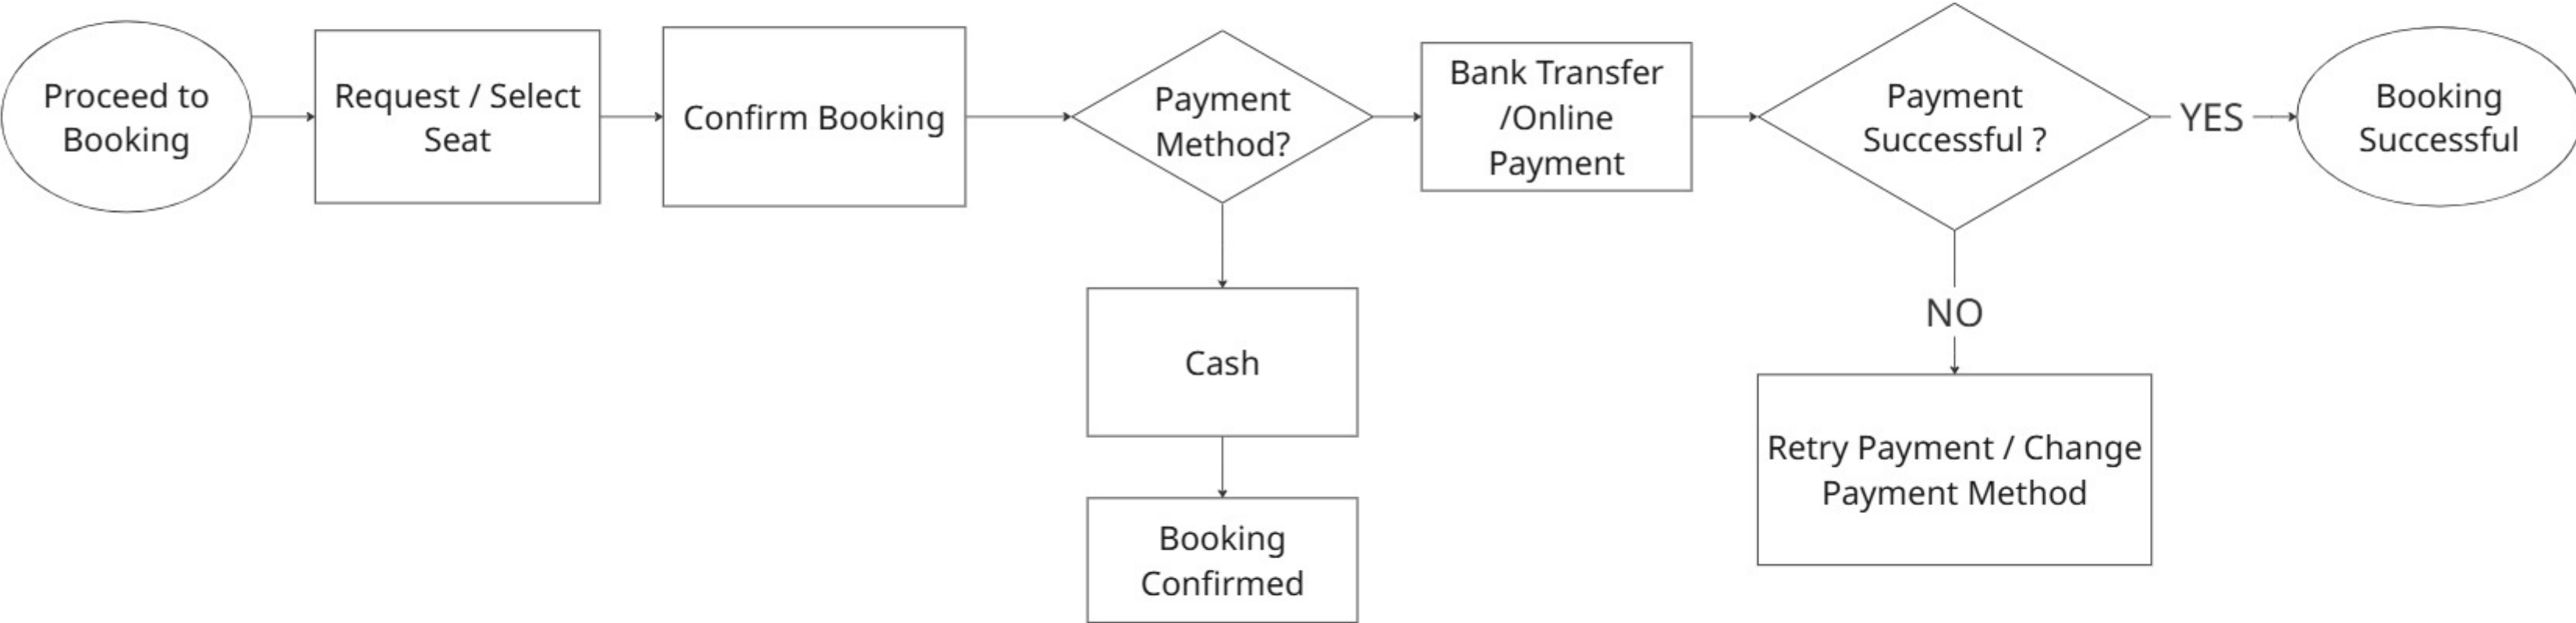 Proceed to
Booking
Request / Select
Seat
Confirm Booking
Payment
Method?
Bank Transfer
/Online
Payment
Payment
Successful ?
YES
Booking
Successful
Cash
Booking
Confirmed
NO
Retry Payment / Change
Payment Method